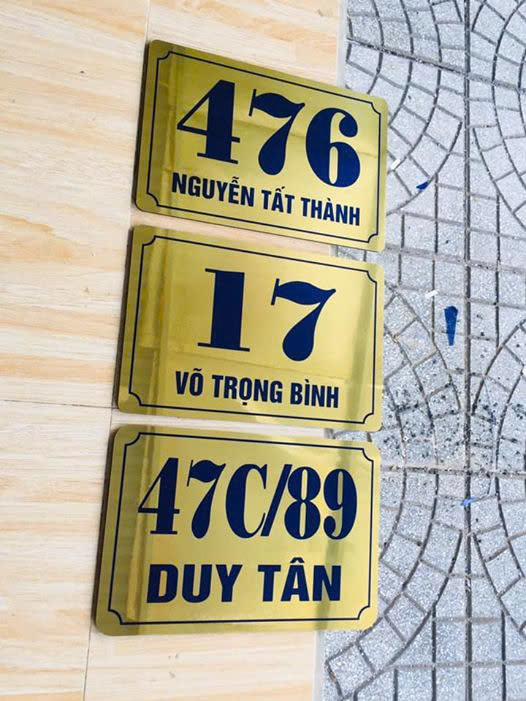 476
NGUYỄN TẤT THÀNH
17
VÕ TRỌNG BÌNH
47C/89
DUY TÂN